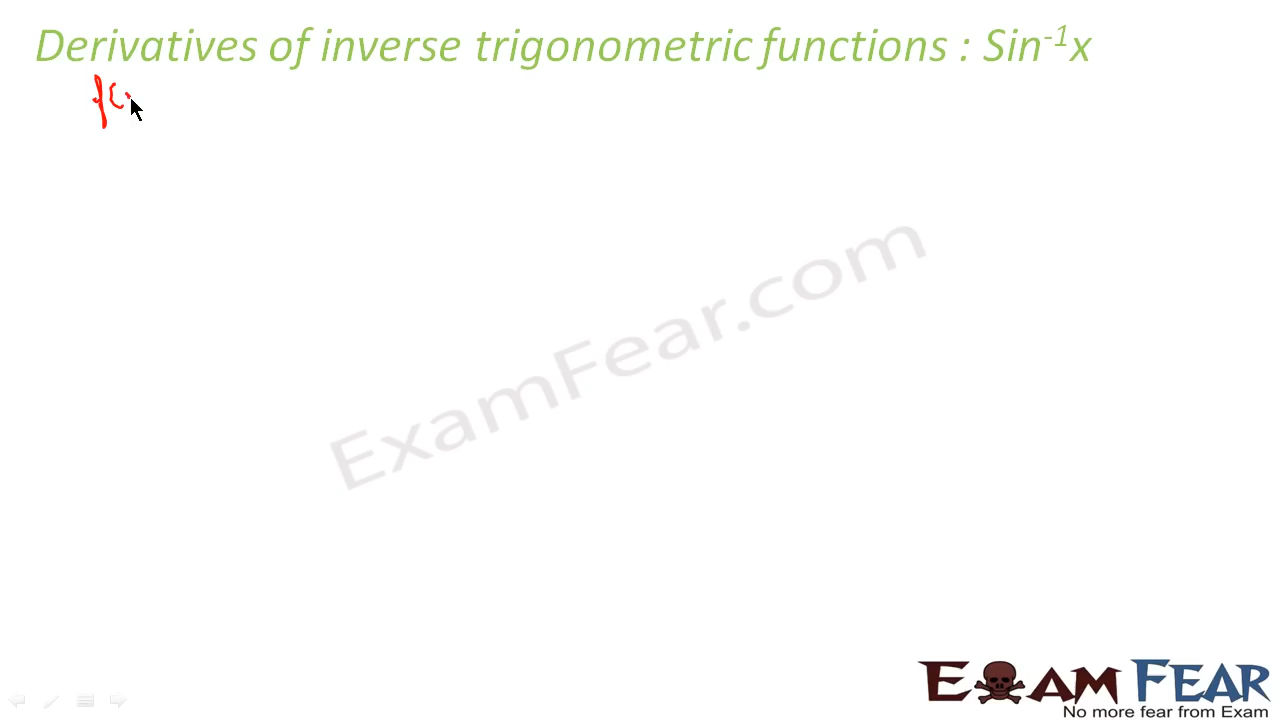 Derivatives of inverse trigonometric functions : Sin⁻¹x
f(
ExamFear.com
EXAM FEAR
No more fear from Exam